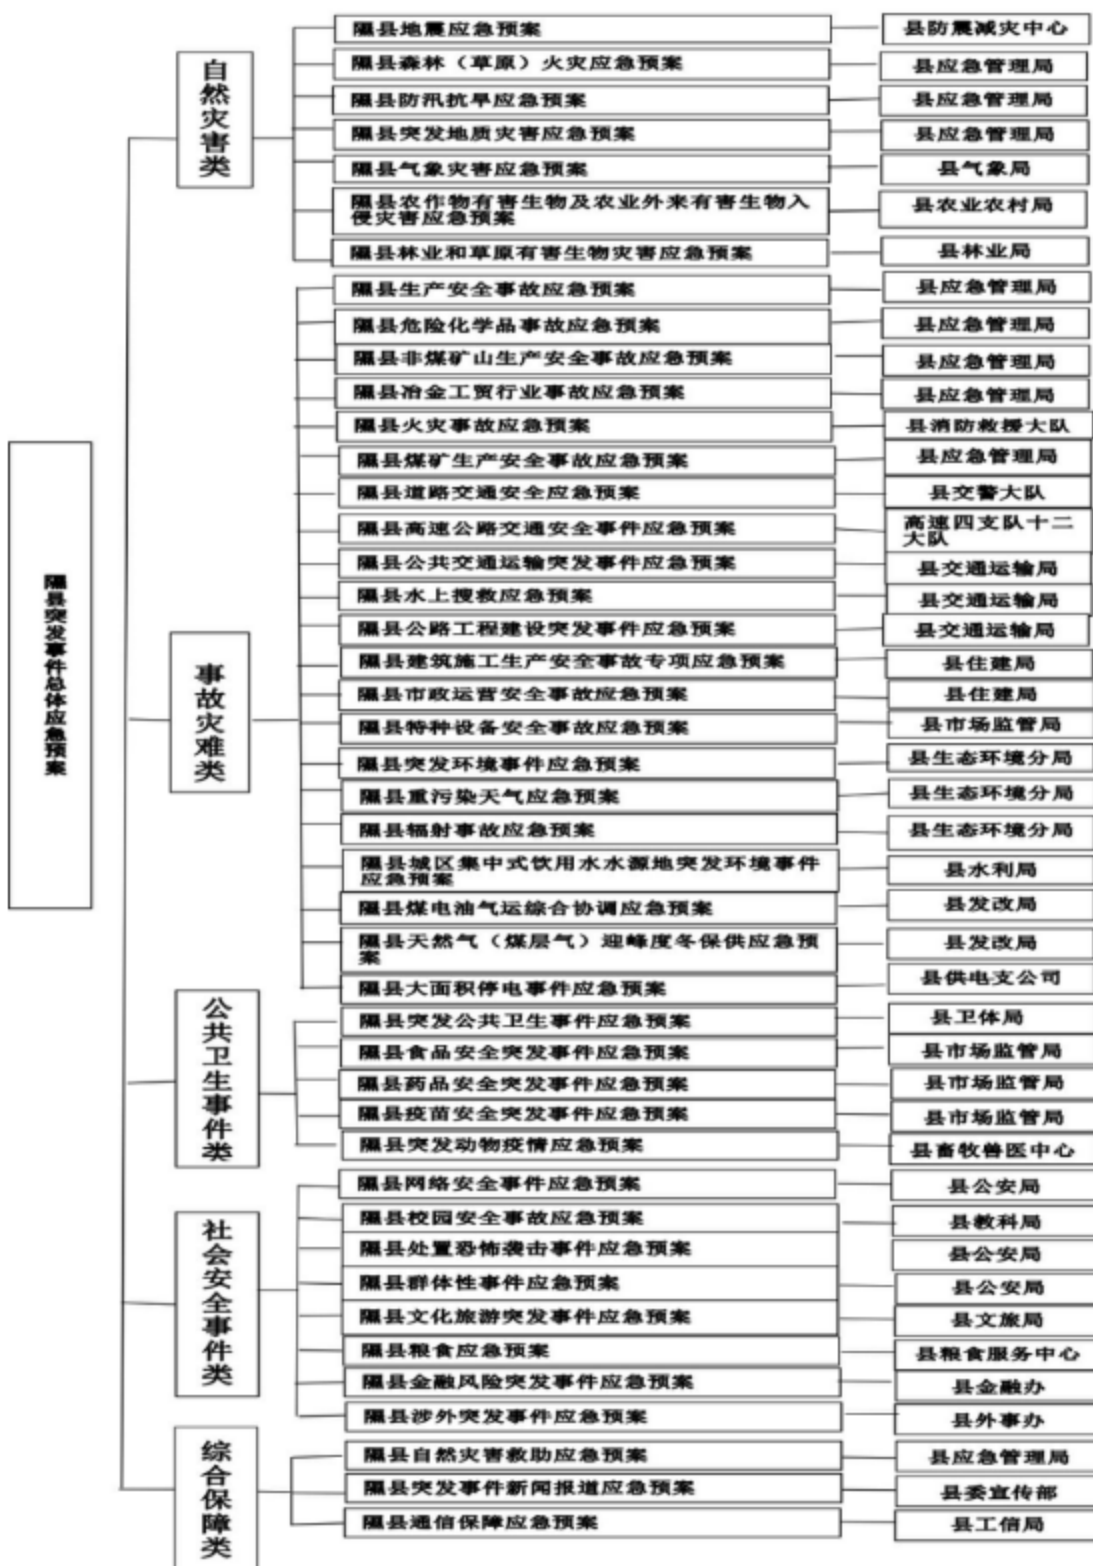 隰县突发事件总体应急预案
自然灾害类
隰县地震应急预案
县防震减灾中心
隰县森林（草原）火灾应急预案
县应急管理局
隰县防汛抗旱应急预案
县应急管理局
隰县突发地质灾害应急预案
县应急管理局
隰县气象灾害应急预案
县气象局
隰县农作物有害生物及农业外来有害生物入
侵灾害应急预案
县农业农村局
隰县林业和草原有害生物灾害应急预案
县林业局
事故灾难类
隰县生产安全事故应急预案
县应急管理局
隰县危险化学品事故应急预案
县应急管理局
隰县非煤矿山生产安全事故应急预案
县应急管理局
隰县冶金工贸行业事故应急预案
县应急管理局
隰县火灾事故应急预案
县消防救援大队
隰县煤矿生产安全事故应急预案
县应急管理局
隰县道路交通安全应急预案
县交警大队
隰县高速公路交通安全事件应急预案
高速四支队十二
大队
隰县公共交通运输突发事件应急预案
县交通运输局
隰县水上搜救应急预案
县交通运输局
隰县公路工程建设突发事件应急预案
县交通运输局
隰县建筑施工生产安全事故专项应急预案
县住建局
隰县市政运营安全事故应急预案
县住建局
隰县特种设备安全事故应急预案
县市场监管局
隰县突发环境事件应急预案
县生态环境分局
隰县重污染天气应急预案
县生态环境分局
隰县辐射事故应急预案
县生态环境分局
隰县城区集中式饮用水水源地突发环境事件
应急预案
县水利局
隰县煤电油气运综合协调应急预案
县发改局
隰县天然气（煤层气）迎峰度冬保供应急预
案
县发改局
隰县大面积停电事件应急预案
县供电支公司
公共卫生事件类
隰县突发公共卫生事件应急预案
县卫体局
隰县食品安全突发事件应急预案
县市场监管局
隰县药品安全突发事件应急预案
县市场监管局
隰县疫苗安全突发事件应急预案
县市场监管局
隰县突发动物疫情应急预案
县畜牧兽医中心
社会安全事件类
隰县网络安全事件应急预案
县公安局
隰县校园安全事故应急预案
县教科局
隰县处置恐怖袭击事件应急预案
县公安局
隰县群体性事件应急预案
县公安局
隰县文化旅游突发事件应急预案
县文旅局
隰县粮食应急预案
县粮食服务中心
隰县金融风险突发事件应急预案
县金融办
隰县涉外突发事件应急预案
县外事办
综合保障类
隰县自然灾害救助应急预案
县应急管理局
隰县突发事件新闻报道应急预案
县委宣传部
隰县通信保障应急预案
县工信局